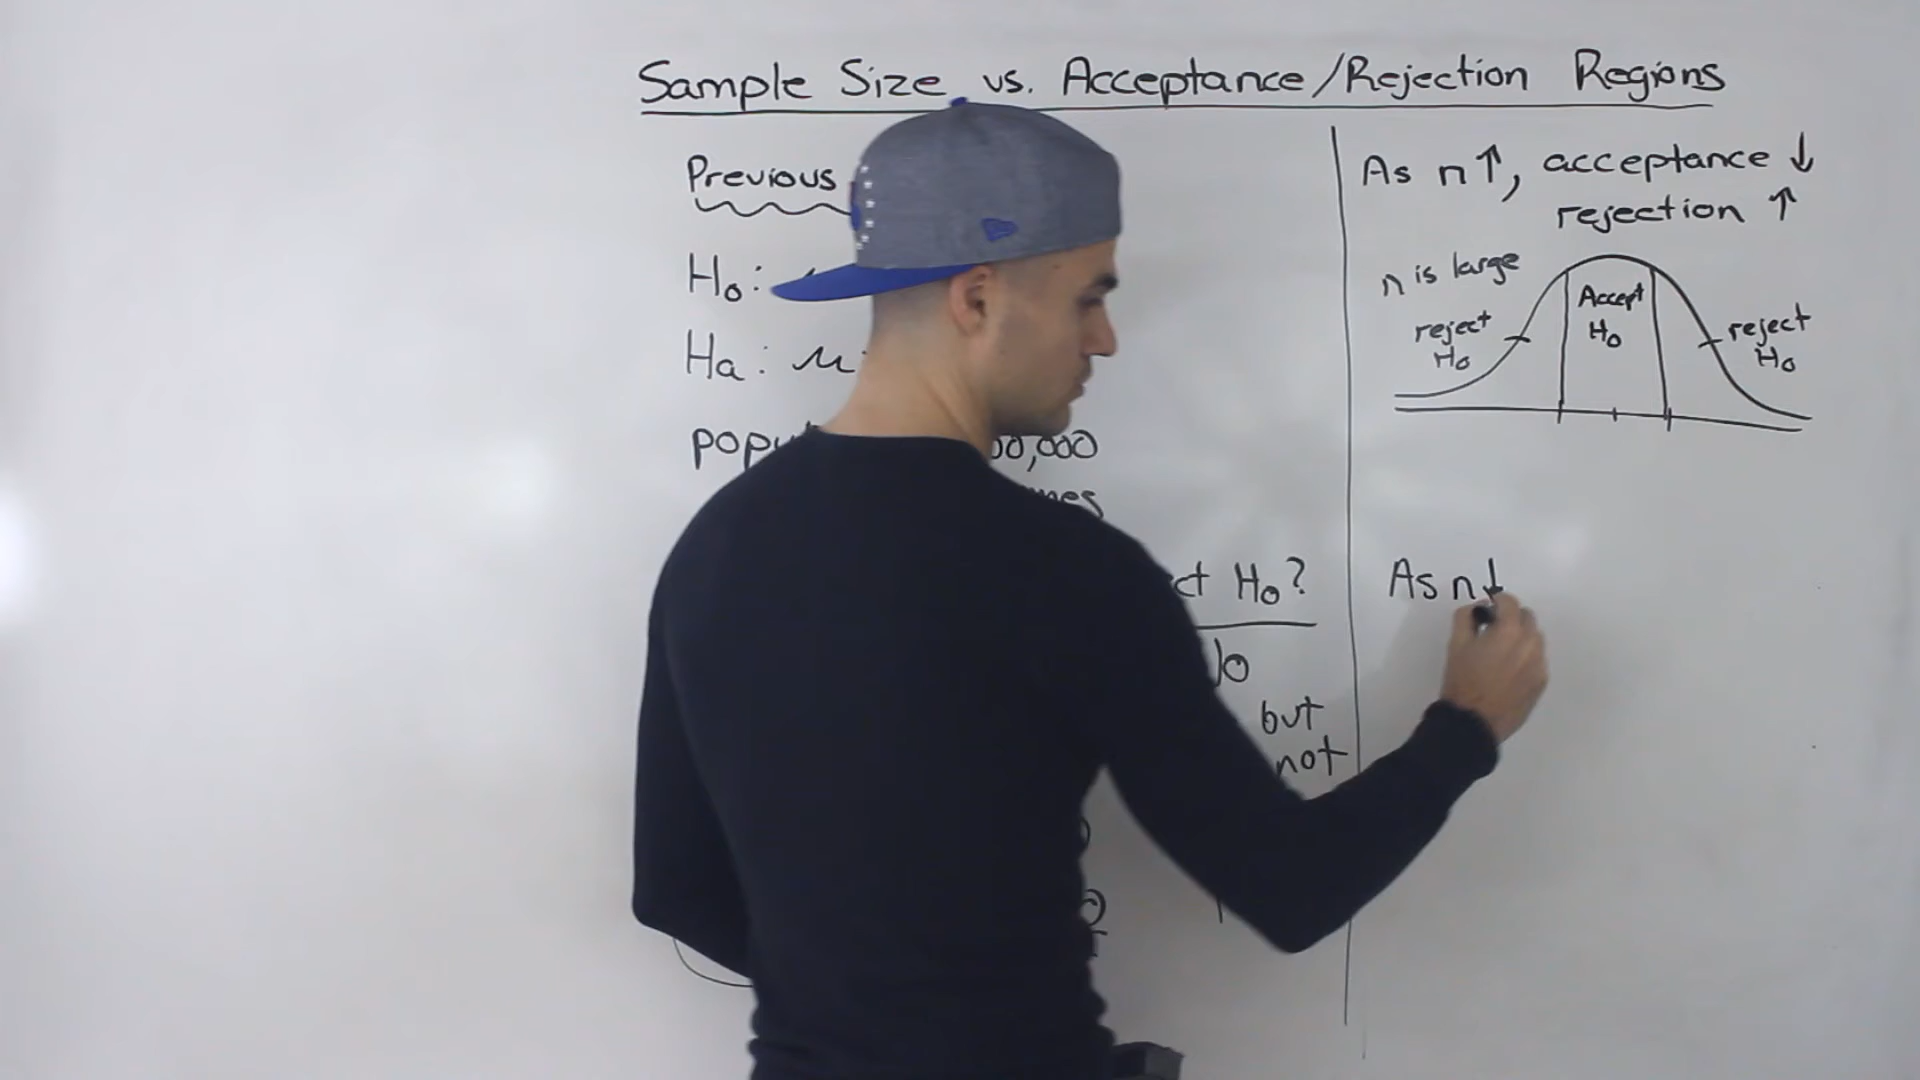 Sample Size vs. Acceptance/Rejection Regions
Previous
H₀:
Ha: μ
00,000
H₀?
but
not
As n↑, acceptance ↓
rejection ↑
n is large
reject
H₀
Accept
H₀
reject
H₀
As n↓